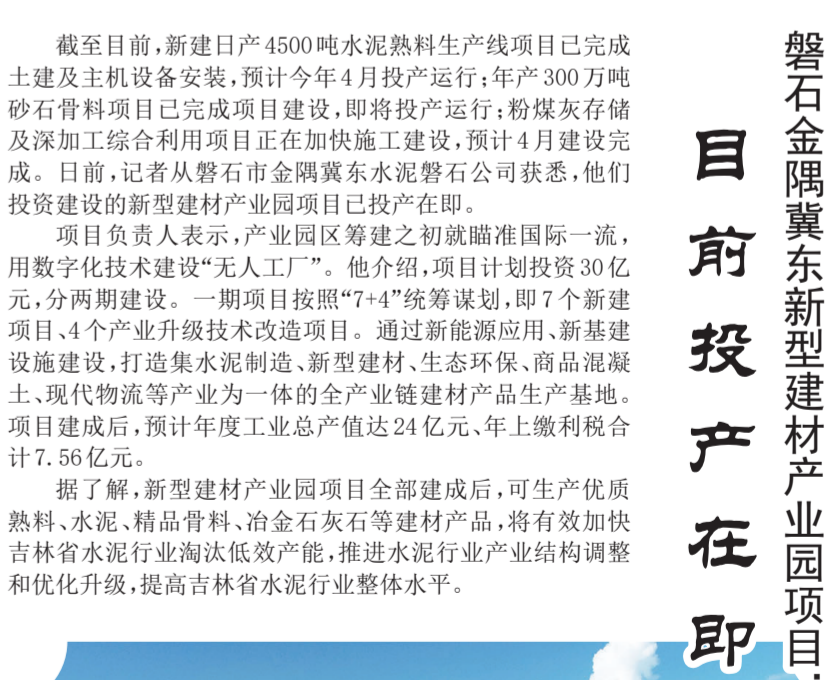 磐石金隅冀东新型建材产业园项目：
目前投产在即
截至目前,新建日产4500吨水泥熟料生产线项目已完成
土建及主机设备安装,预计今年4月投产运行;年产300万吨
砂石骨料项目已完成项目建设,即将投产运行;粉煤灰存储
及深加工综合利用项目正在加快施工建设,预计4月建设完
成。日前,记者从磐石市金隅冀东水泥磐石公司获悉,他们
投资建设的新型建材产业园项目已投产在即。
项目负责人表示,产业园区筹建之初就瞄准国际一流,
用数字化技术建设“无人工厂”。他介绍,项目计划投资30亿
元,分两期建设。一期项目按照“7+4”统筹谋划,即7个新建
项目、4个产业升级技术改造项目。通过新能源应用、新基建
设施建设,打造集水泥制造、新型建材、生态环保、商品混凝
土、现代物流等产业为一体的全产业链建材产品生产基地。
项目建成后,预计年度工业总产值达24亿元、年上缴利税合
计7.56亿元。
据了解,新型建材产业园项目全部建成后,可生产优质
熟料、水泥、精品骨料、冶金石灰石等建材产品,将有效加快
吉林省水泥行业淘汰低效产能,推进水泥行业产业结构调整
和优化升级,提高吉林省水泥行业整体水平。